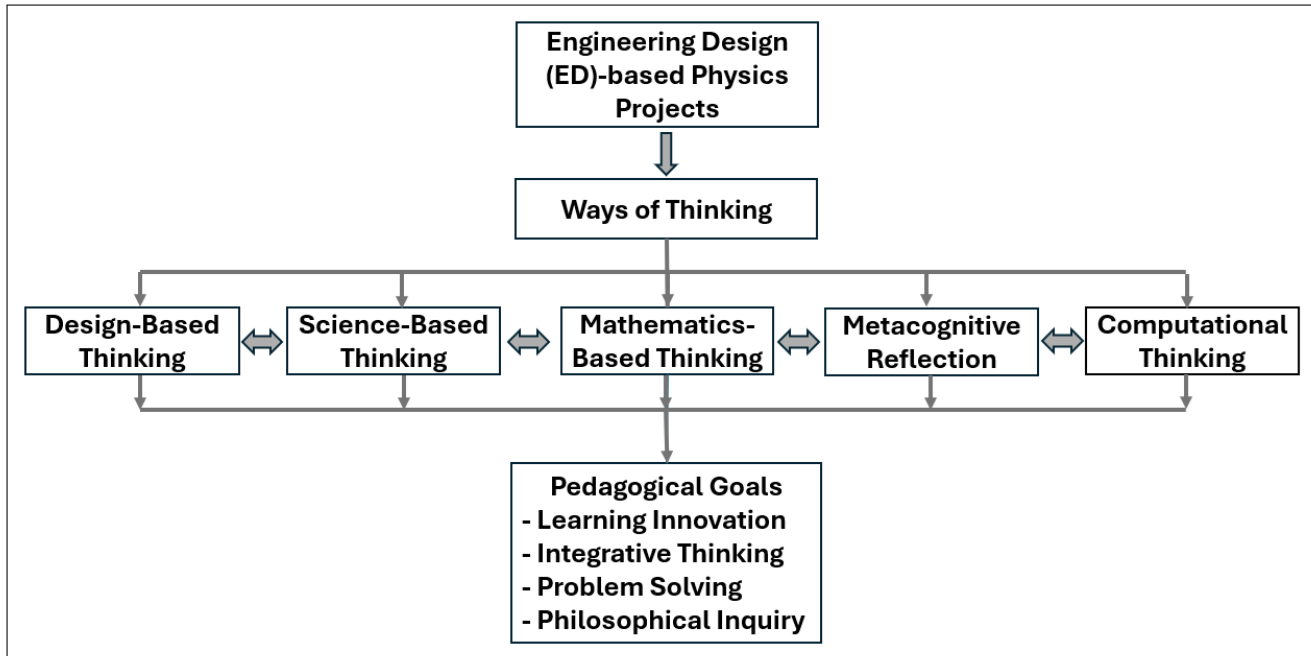 Engineering Design
(ED)-based Physics
Projects
Ways of Thinking
Design-Based
Thinking
Science-Based
Thinking
Mathematics-
Based Thinking
Metacognitive
Reflection
Computational
Thinking
Pedagogical Goals
- Learning Innovation
- Integrative Thinking
- Problem Solving
- Philosophical Inquiry